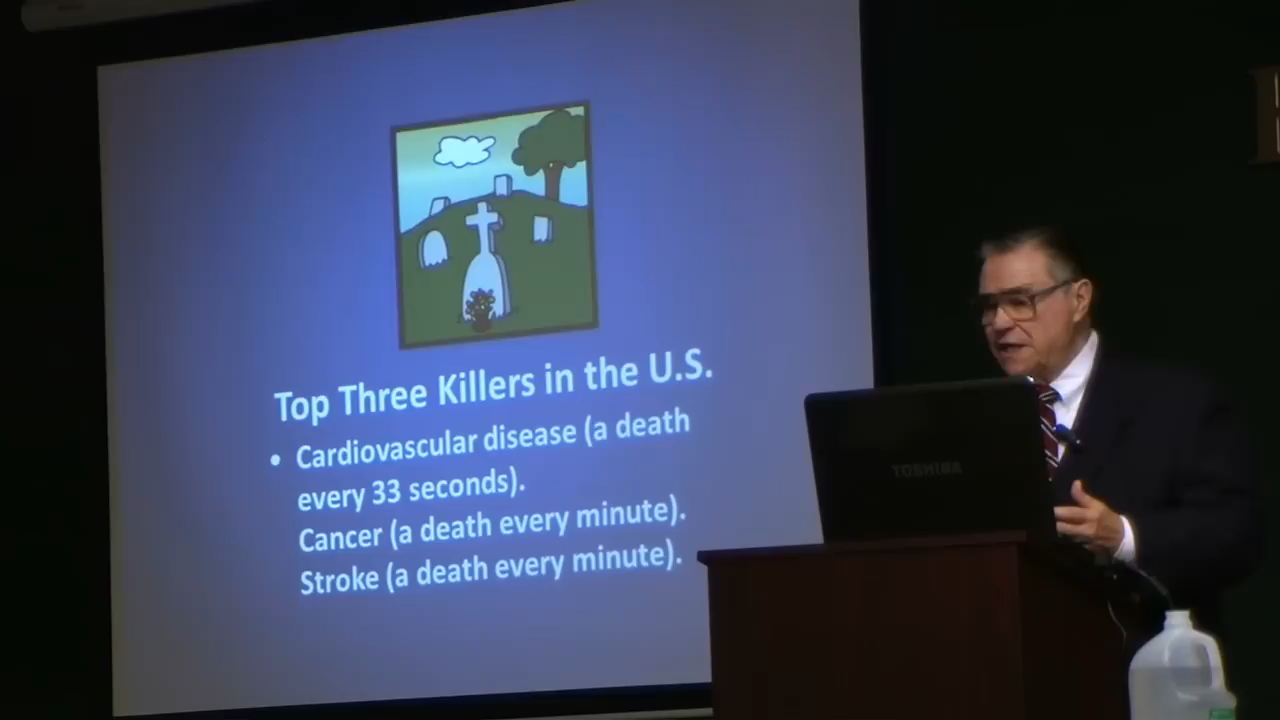 Top Three Killers in the U.S.
• Cardiovascular disease (a death
every 33 seconds).
Cancer (a death every minute).
Stroke (a death every minute).
TOSHIBA